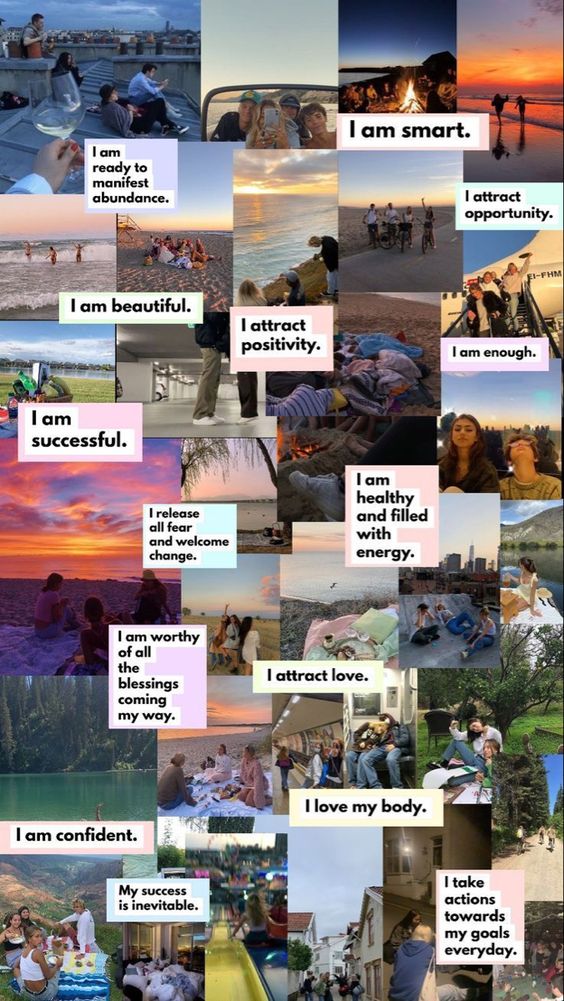 I am smart.
I am
ready to
manifest
abundance.
I attract
opportunity.
EI-FHM
I am beautiful.
I attract
positivity.
I am enough.
I am
successful.
I am
healthy
and filled
with
energy.
I release
all fear
and welcome
change.
I am worthy
of all
the
blessings
coming
my way.
I attract love.
I love my body.
I am confident.
My success
is inevitable.
I take
actions
towards
my goals
everyday.